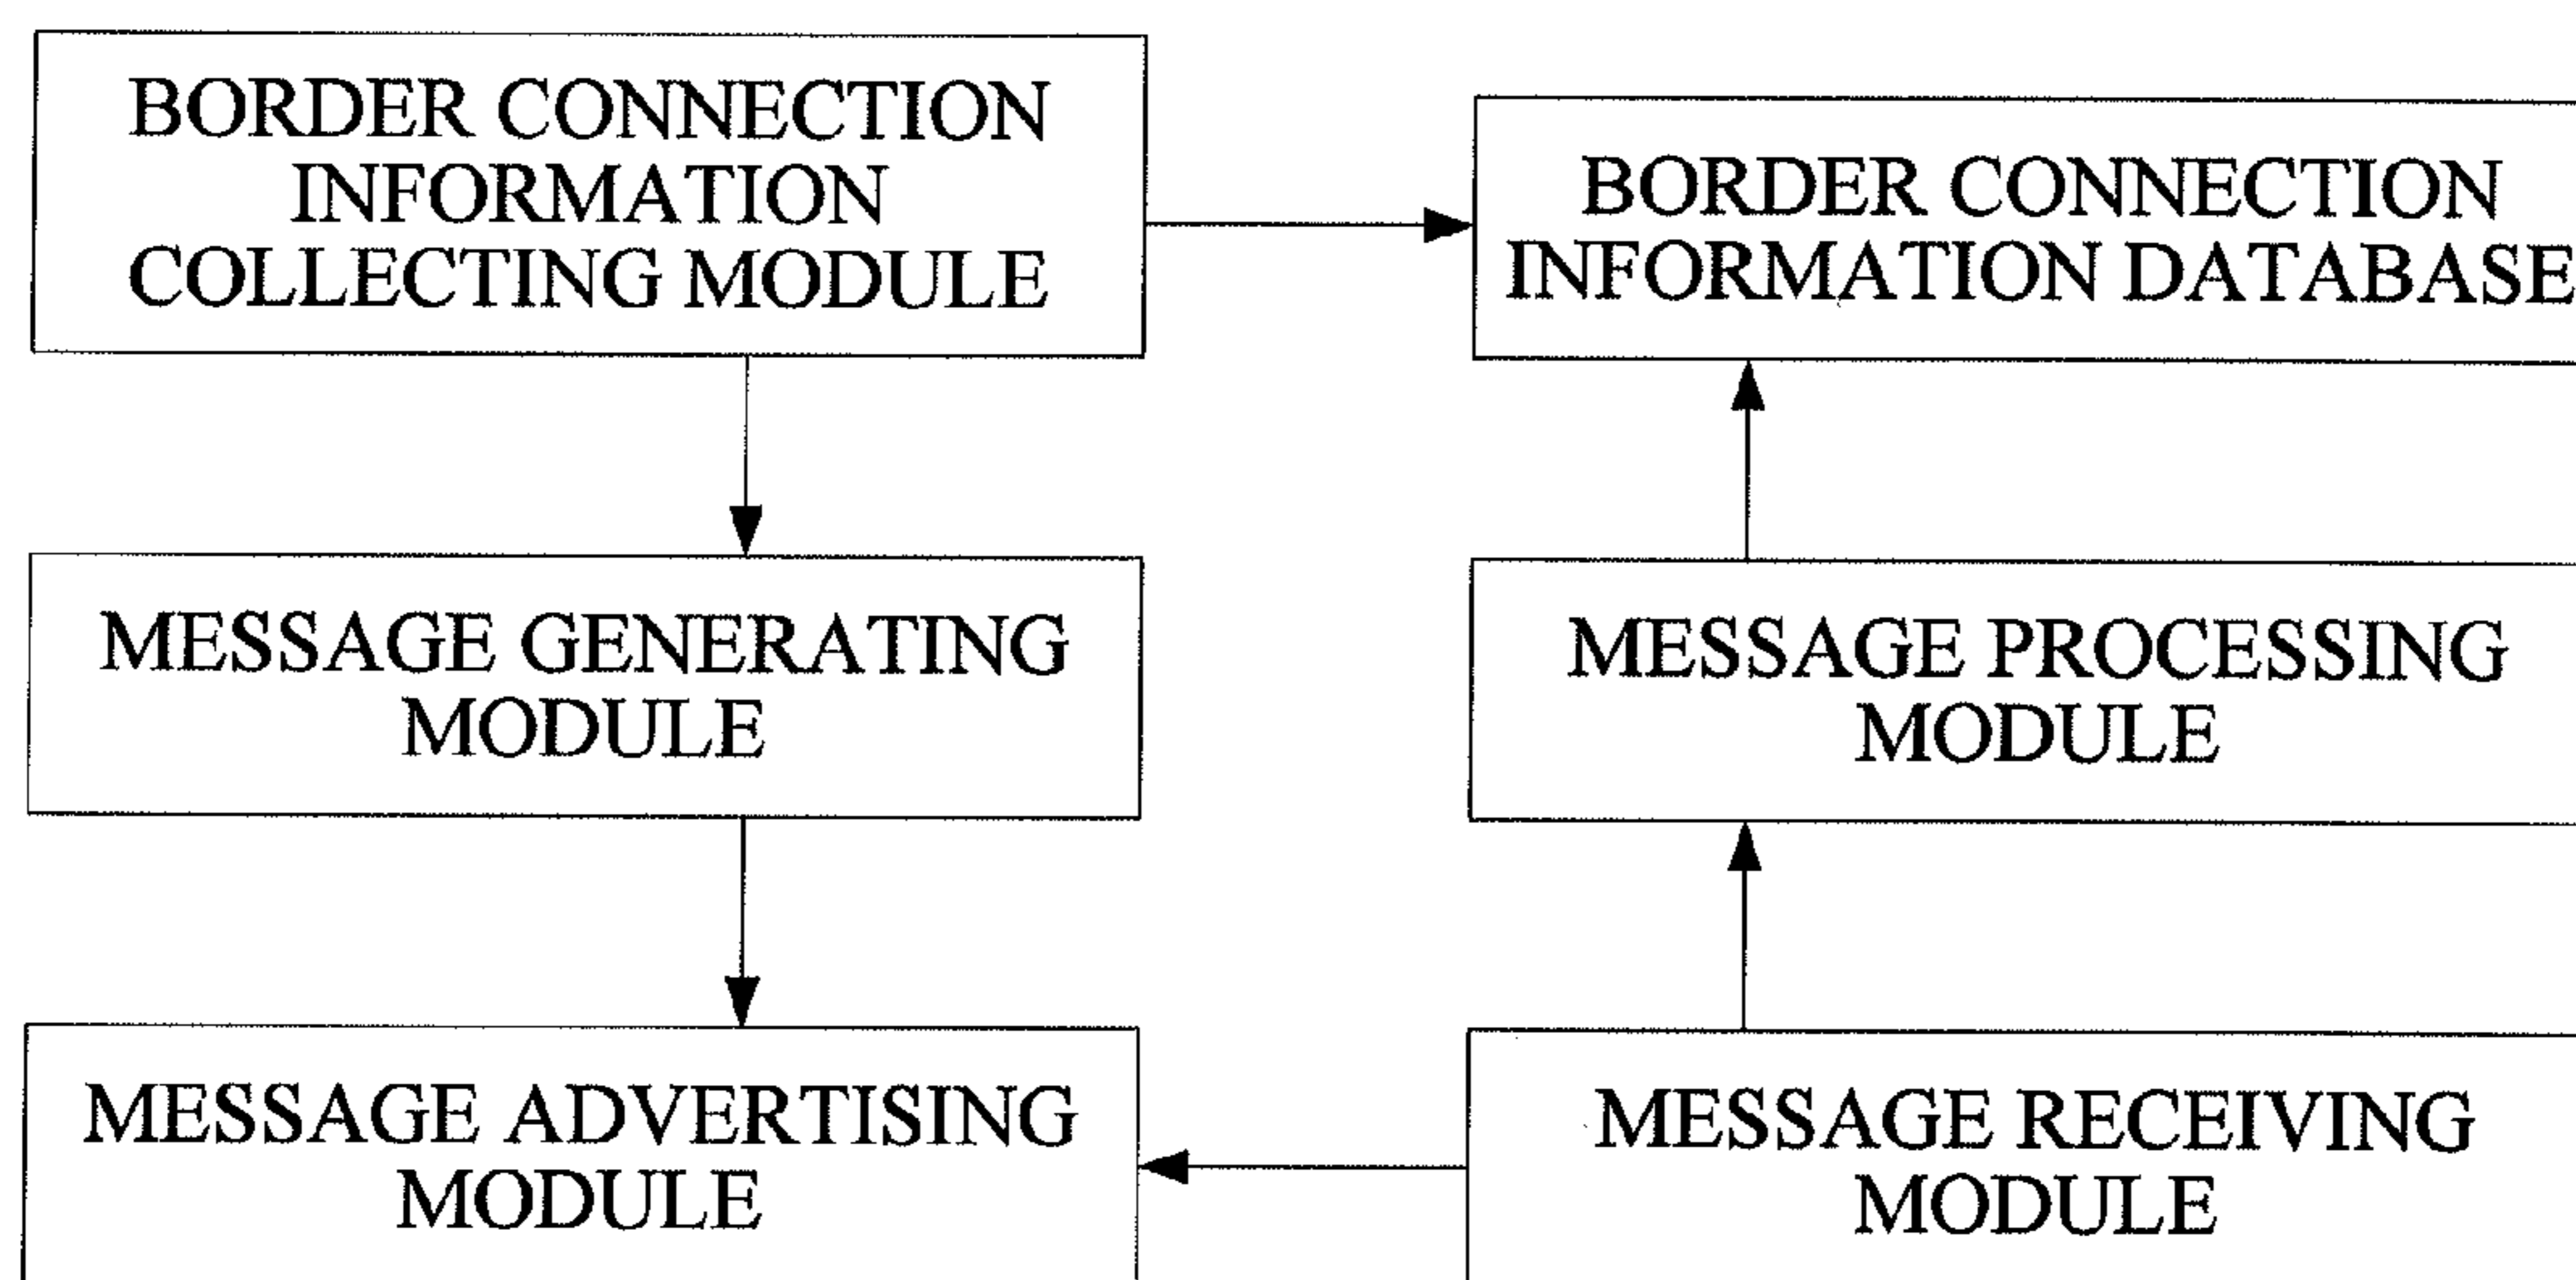 BORDER CONNECTION
INFORMATION
COLLECTING MODULE
BORDER CONNECTION
INFORMATION DATABASE
MESSAGE GENERATING
MODULE
MESSAGE PROCESSING
MODULE
MESSAGE ADVERTISING
MODULE
MESSAGE RECEIVING
MODULE